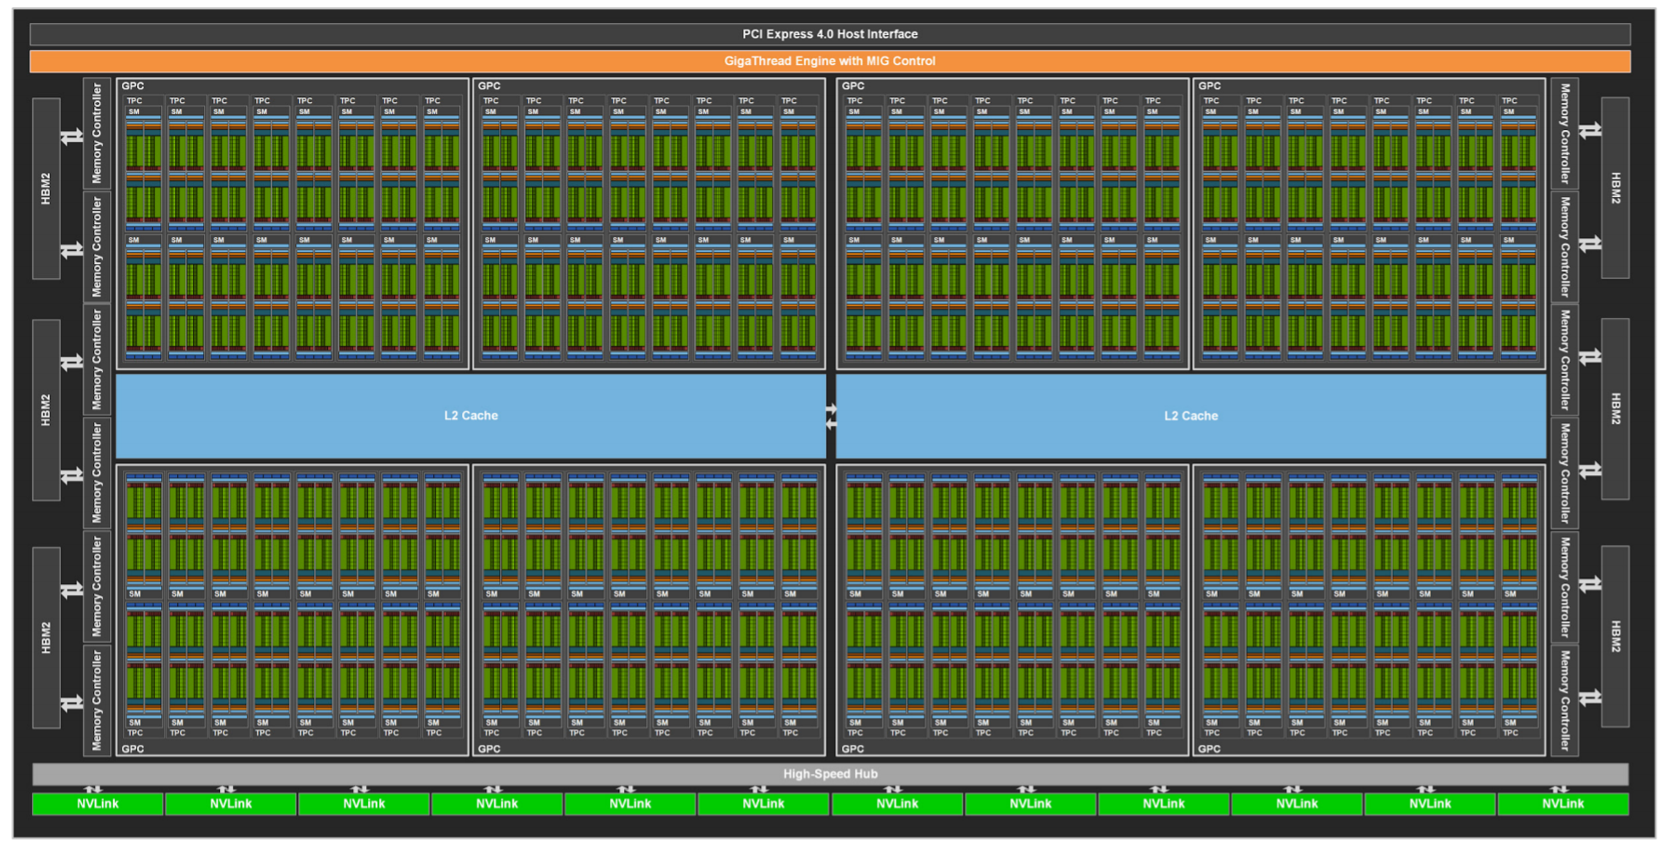 PCI Express 4.0 Host Interface
GigaThread Engine with MIG Control
GPC GPC GPC GPC
TPC TPC TPC TPC TPC TPC TPC TPC TPC TPC TPC TPC TPC TPC TPC TPC TPC TPC TPC TPC TPC TPC TPC TPC TPC TPC TPC TPC TPC TPC TPC TPC
SM SM SM SM SM SM SM SM SM SM SM SM SM SM SM SM SM SM SM SM SM SM SM SM SM SM SM SM SM SM SM SM
SM SM SM SM SM SM SM SM SM SM SM SM SM SM SM SM SM SM SM SM SM SM SM SM SM SM SM SM SM SM SM SM
L2 Cache L2 Cache
SM SM SM SM SM SM SM SM SM SM SM SM SM SM SM SM SM SM SM SM SM SM SM SM SM SM SM SM SM SM SM SM
SM SM SM SM SM SM SM SM SM SM SM SM SM SM SM SM SM SM SM SM SM SM SM SM SM SM SM SM SM SM SM SM
TPC TPC TPC TPC TPC TPC TPC TPC TPC TPC TPC TPC TPC TPC TPC TPC TPC TPC TPC TPC TPC TPC TPC TPC TPC TPC TPC TPC TPC TPC TPC TPC
GPC GPC GPC GPC
HBM2
HBM2
HBM2
Memory Controller
Memory Controller
Memory Controller
Memory Controller
Memory Controller
Memory Controller
Memory Controller
Memory Controller
Memory Controller
Memory Controller
Memory Controller
Memory Controller
HBM2
HBM2
HBM2
High-Speed Hub
NVLink NVLink NVLink NVLink NVLink NVLink NVLink NVLink NVLink NVLink NVLink NVLink